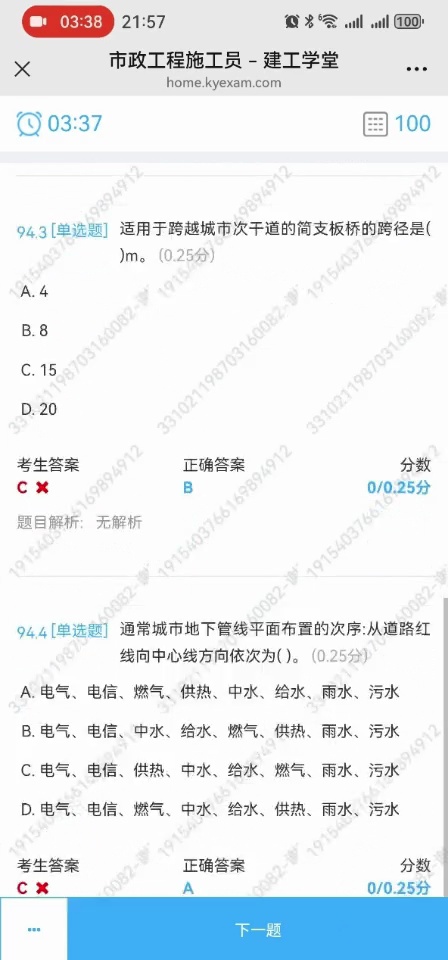 03:38 21:57 6 100
市政工程施工员 – 建工学堂
home.kyexam.com
03:37 100
94.3 [单选题] 适用于跨越城市次干道的简支板桥的跨径是(
)m。 (0.25分)
A. 4
B. 8
C. 15
D. 20
考生答案 正确答案 分数
C B 0/0.25分
题目解析: 无解析
94.4 [单选题] 通常城市地下管线平面布置的次序:从道路红
线向中心线方向依次为( )。 (0.25分)
A. 电气、电信、燃气、供热、中水、给水、雨水、污水
B. 电气、电信、中水、给水、燃气、供热、雨水、污水
C. 电气、电信、供热、中水、给水、燃气、雨水、污水
D. 电气、电信、燃气、中水、给水、供热、雨水、污水
考生答案 正确答案 分数
C A 0/0.25分
下一题